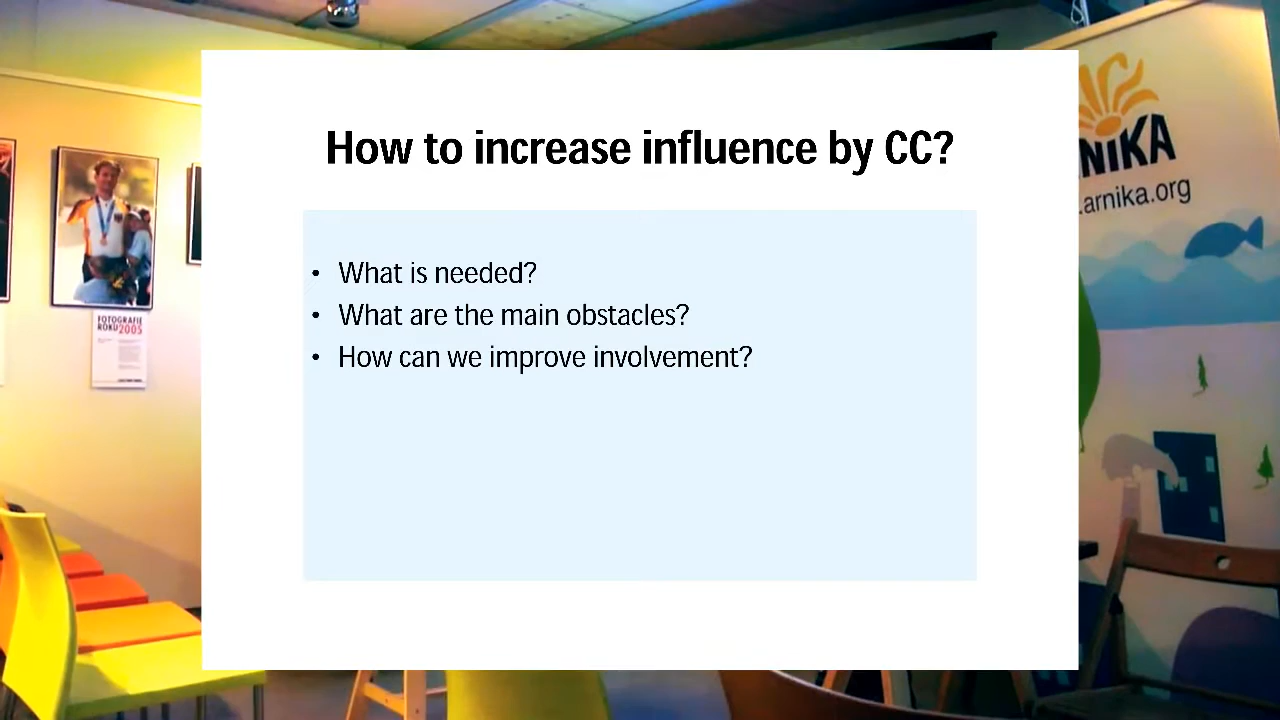 How to increase influence by CC?
• What is needed?
• What are the main obstacles?
• How can we improve involvement?
NIKA
.arnika.org
FOTOGRAFIE
ROKU 2005